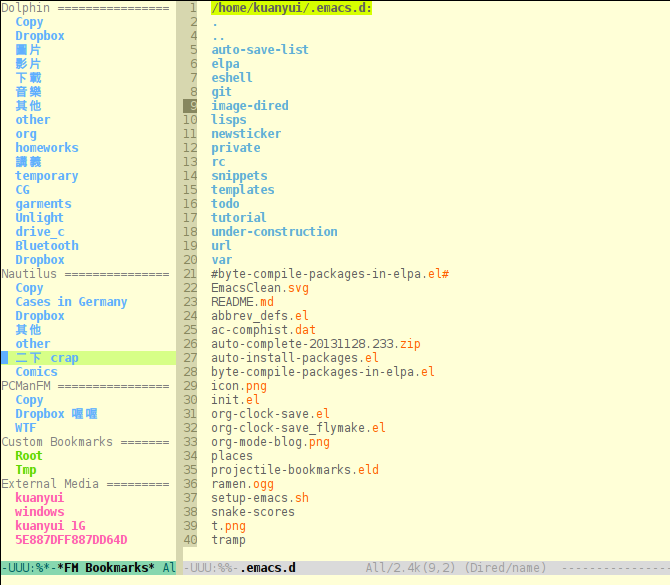 Dolphin ================
Copy
Dropbox
圖片
影片
下載
音樂
其他
other
org
homeworks
講義
temporary
CG
garments
Unlight
drive_c
Bluetooth
Dropbox
Nautilus ===============
Copy
Cases in Germany
Dropbox
其他
other
二下 crap
Comics
PCManFM ================
Copy
Dropbox 喔喔
WTF
Custom Bookmarks =======
Root
Tmp
External Media =========
kuanyui
windows
kuanyui 1G
5E887DFF887DD64D
-UUU:%*-*FM Bookmarks* Al
1 /home/kuanyui/.emacs.d:
2 .
4 ..
5 auto-save-list
6 elpa
7 eshell
8 git
9 image-dired
10 lisps
11 newsticker
12 private
13 rc
14 snippets
15 templates
16 todo
17 tutorial
18 under-construction
19 url
20 var
21 #byte-compile-packages-in-elpa.el#
22 EmacsClean.svg
23 README.md
24 abbrev_defs.el
25 ac-comphist.dat
26 auto-complete-20131128.233.zip
27 auto-install-packages.el
28 byte-compile-packages-in-elpa.el
29 icon.png
30 init.el
31 org-clock-save.el
32 org-clock-save_flymake.el
33 org-mode-blog.png
34 places
35 projectile-bookmarks.eld
36 ramen.ogg
37 setup-emacs.sh
38 snake-scores
39 t.png
40 tramp
-UUU:%%-.emacs.d All/2.4k(9,2) (Dired/name) ---------------